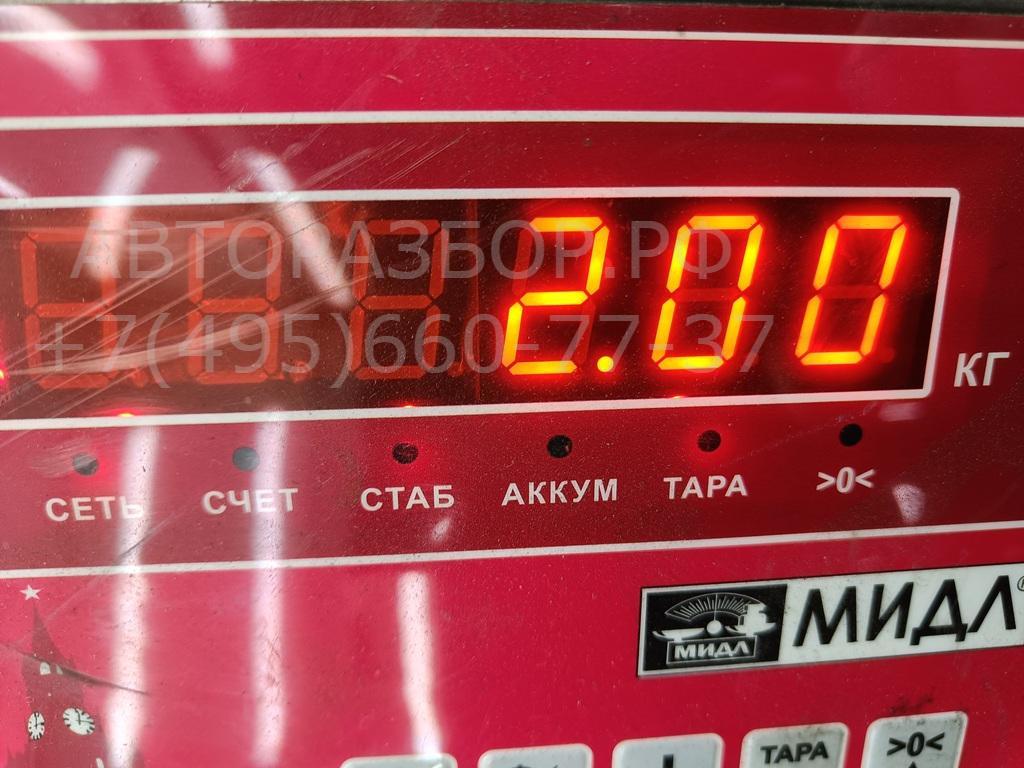 АВТОРАЗБОР.РФ
2.00
+7(495)660-77-37
КГ
СЕТЬ СЧЕТ СТАБ АККУМ ТАРА >0<
МИДЛ МИДЛ
ТАРА >0<